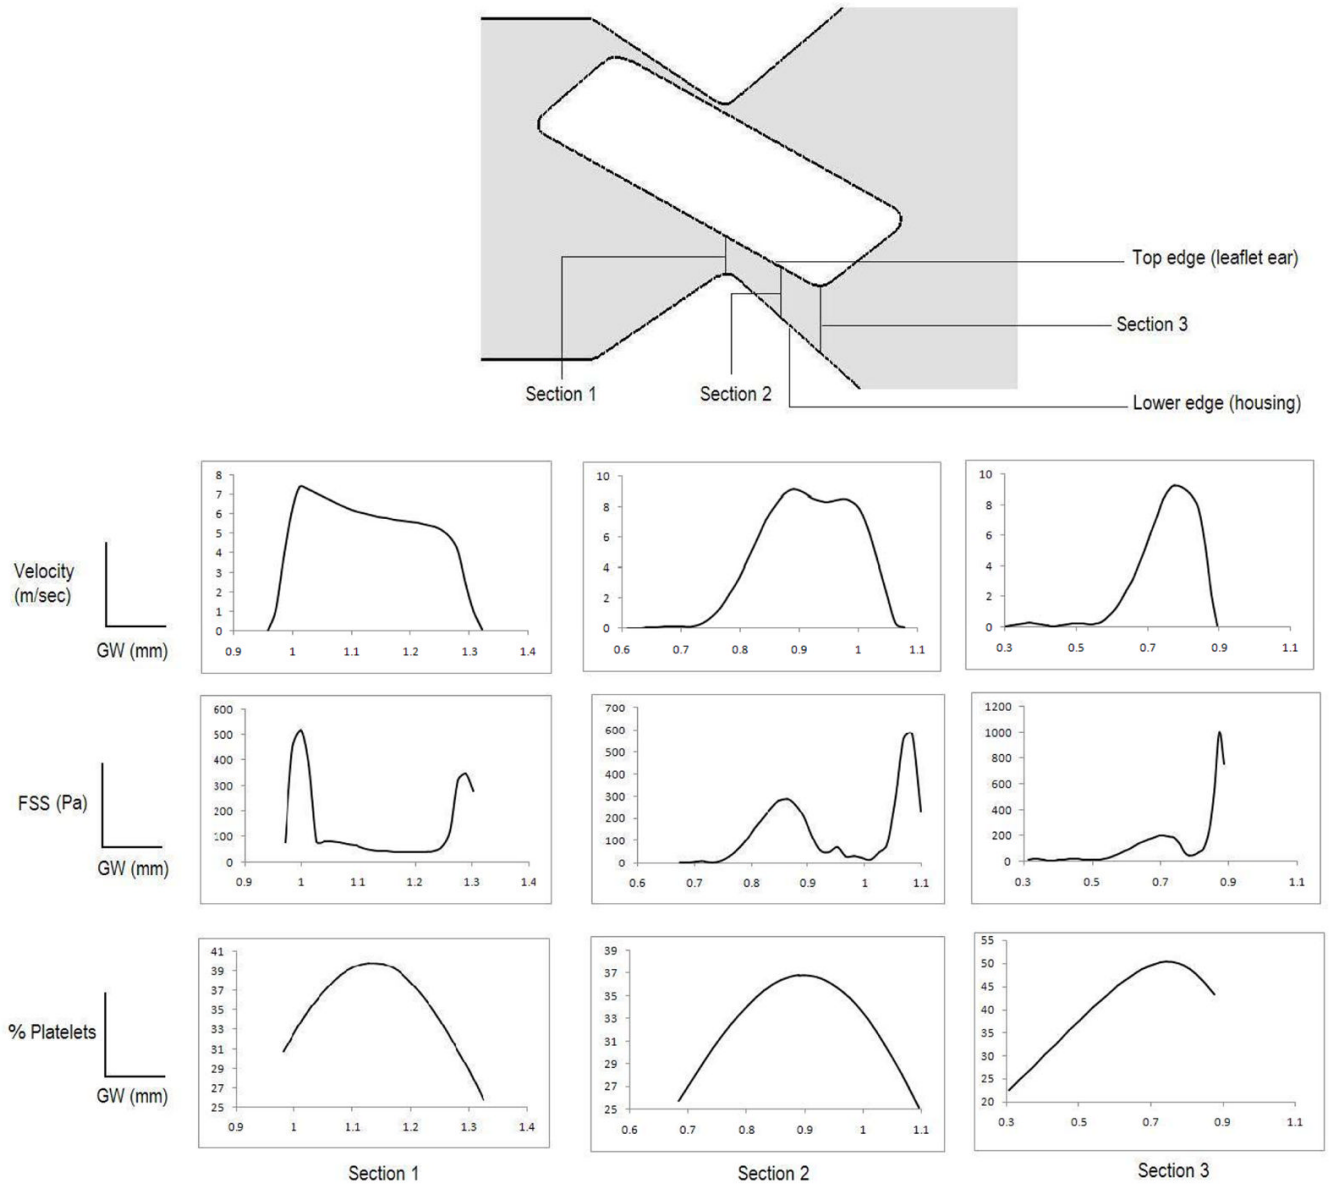 Top edge (leaflet ear)
Section 3
Section 1
Section 2
Lower edge (housing)
Velocity
(m/sec)
GW (mm)
8
7
6
5
4
3
2
1
0
0.9 1 1.1 1.2 1.3 1.4
10
8
6
4
2
0
0.6 0.7 0.8 0.9 1 1.1
10
8
6
4
2
0
0.3 0.5 0.7 0.9 1.1
FSS (Pa)
GW (mm)
600
500
400
300
200
100
0
0.9 1 1.1 1.2 1.3 1.4
700
600
500
400
300
200
100
0
0.6 0.7 0.8 0.9 1 1.1
1200
1000
800
600
400
200
0
0.3 0.5 0.7 0.9 1.1
% Platelets
GW (mm)
41
39
37
35
33
31
29
27
25
0.9 1 1.1 1.2 1.3 1.4
39
37
35
33
31
29
27
25
0.6 0.7 0.8 0.9 1 1.1
55
50
45
40
35
30
25
20
0.3 0.5 0.7 0.9 1.1
Section 1
Section 2
Section 3